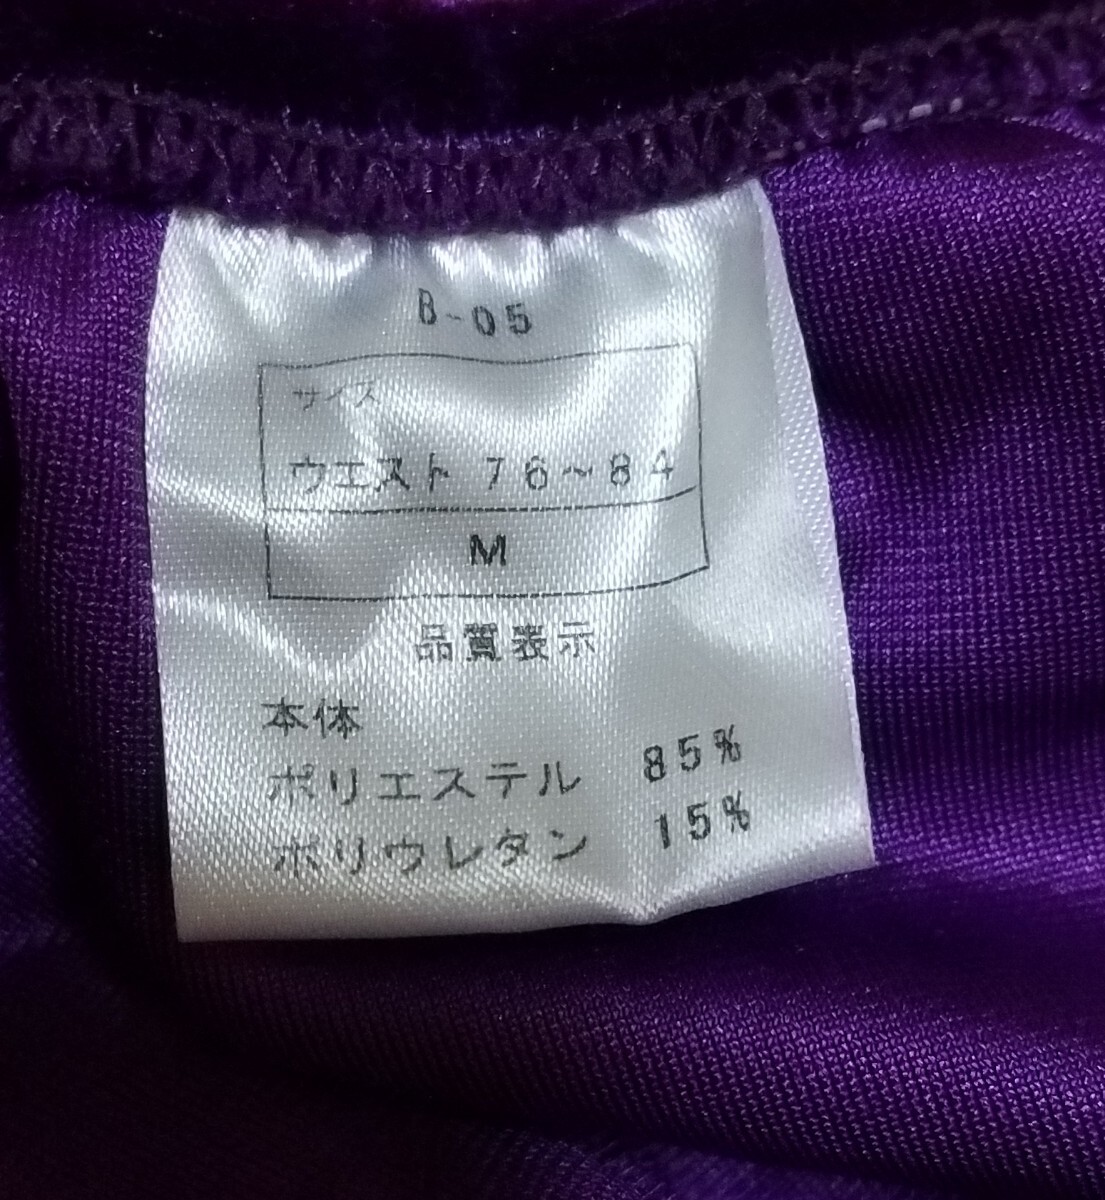 B-05
サイズ
ウエスト 76~84
M
品質表示
本体
ポリエステル 85%
ポリウレタン 15%